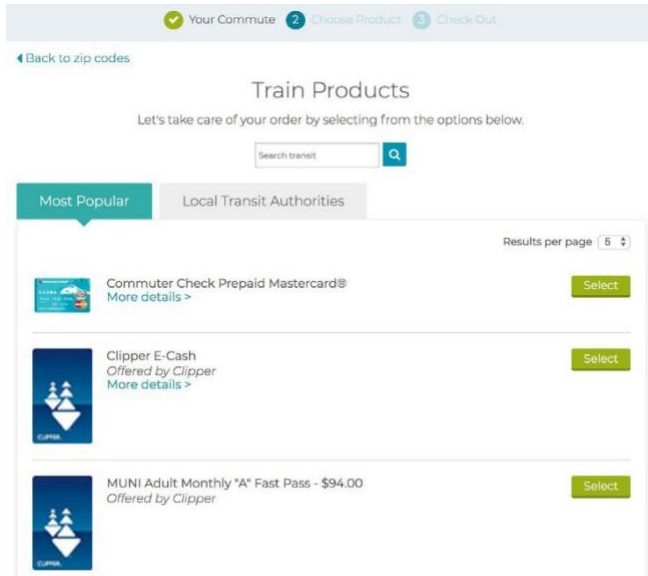 Your Commute 2 Choose Product 3 Check Out
Back to zip codes
Train Products
Let's take care of your order by selecting from the options below.
Search transit
Most Popular
Local Transit Authorities
Results per page 5
Commuter Check Prepaid Mastercard®
More details >
Select
Clipper E-Cash
Offered by Clipper
More details >
Select
CLIPPER.
MUNI Adult Monthly "A" Fast Pass - $94.00
Offered by Clipper
Select
CLIPPER.